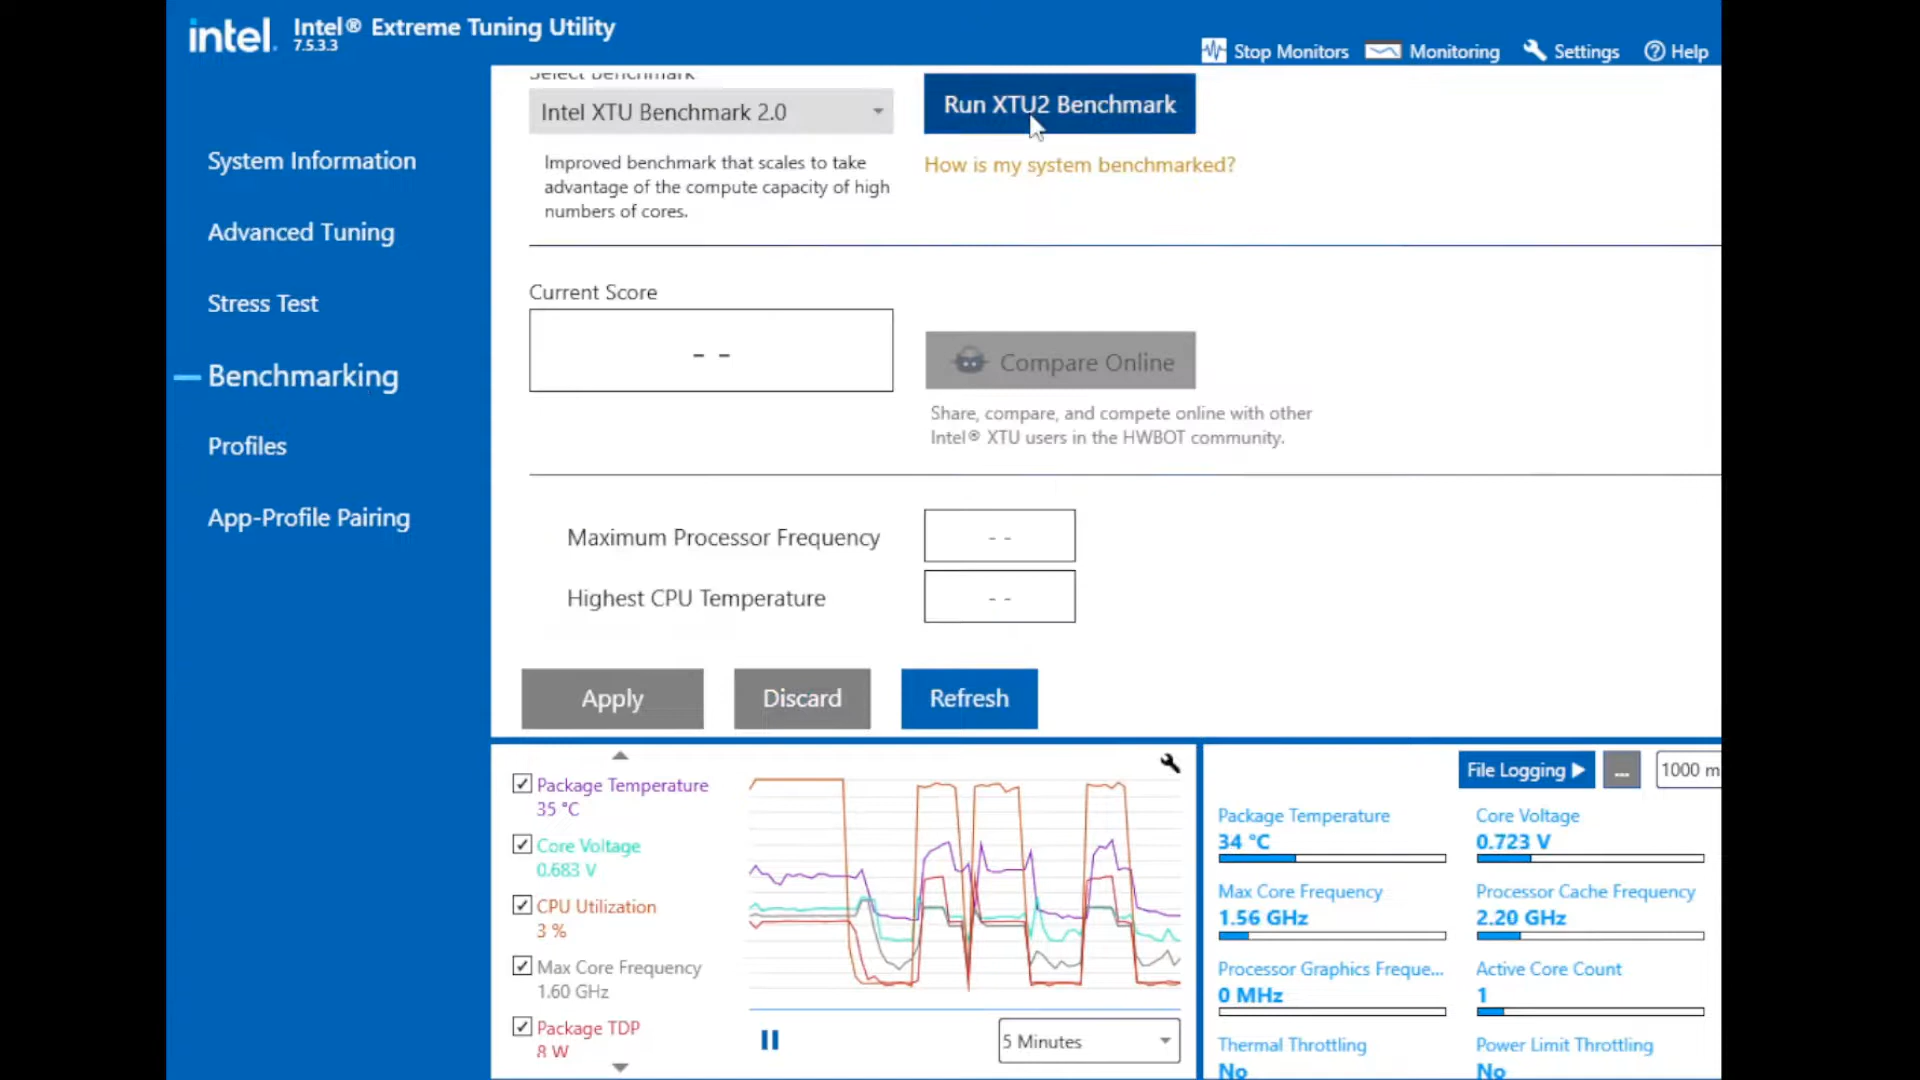 intel.
Intel® Extreme Tuning Utility
7.5.3.3
Stop Monitors
Monitoring
Settings
Help
System Information
Advanced Tuning
Stress Test
Benchmarking
Profiles
App-Profile Pairing
Select Benchmark
Intel XTU Benchmark 2.0
Run XTU2 Benchmark
Improved benchmark that scales to take
advantage of the compute capacity of high
numbers of cores.
How is my system benchmarked?
Current Score
- -
Compare Online
Share, compare, and compete online with other
Intel® XTU users in the HWBOT community.
Maximum Processor Frequency
- -
Highest CPU Temperature
- -
Apply
Discard
Refresh
Package Temperature
35 °C
Core Voltage
0.683 V
CPU Utilization
3 %
Max Core Frequency
1.60 GHz
Package TDP
8 W
5 Minutes
File Logging
...
1000 m
Package Temperature
34 °C
Core Voltage
0.723 V
Max Core Frequency
1.56 GHz
Processor Cache Frequency
2.20 GHz
Processor Graphics Freque...
0 MHz
Active Core Count
1
Thermal Throttling
No
Power Limit Throttling
No